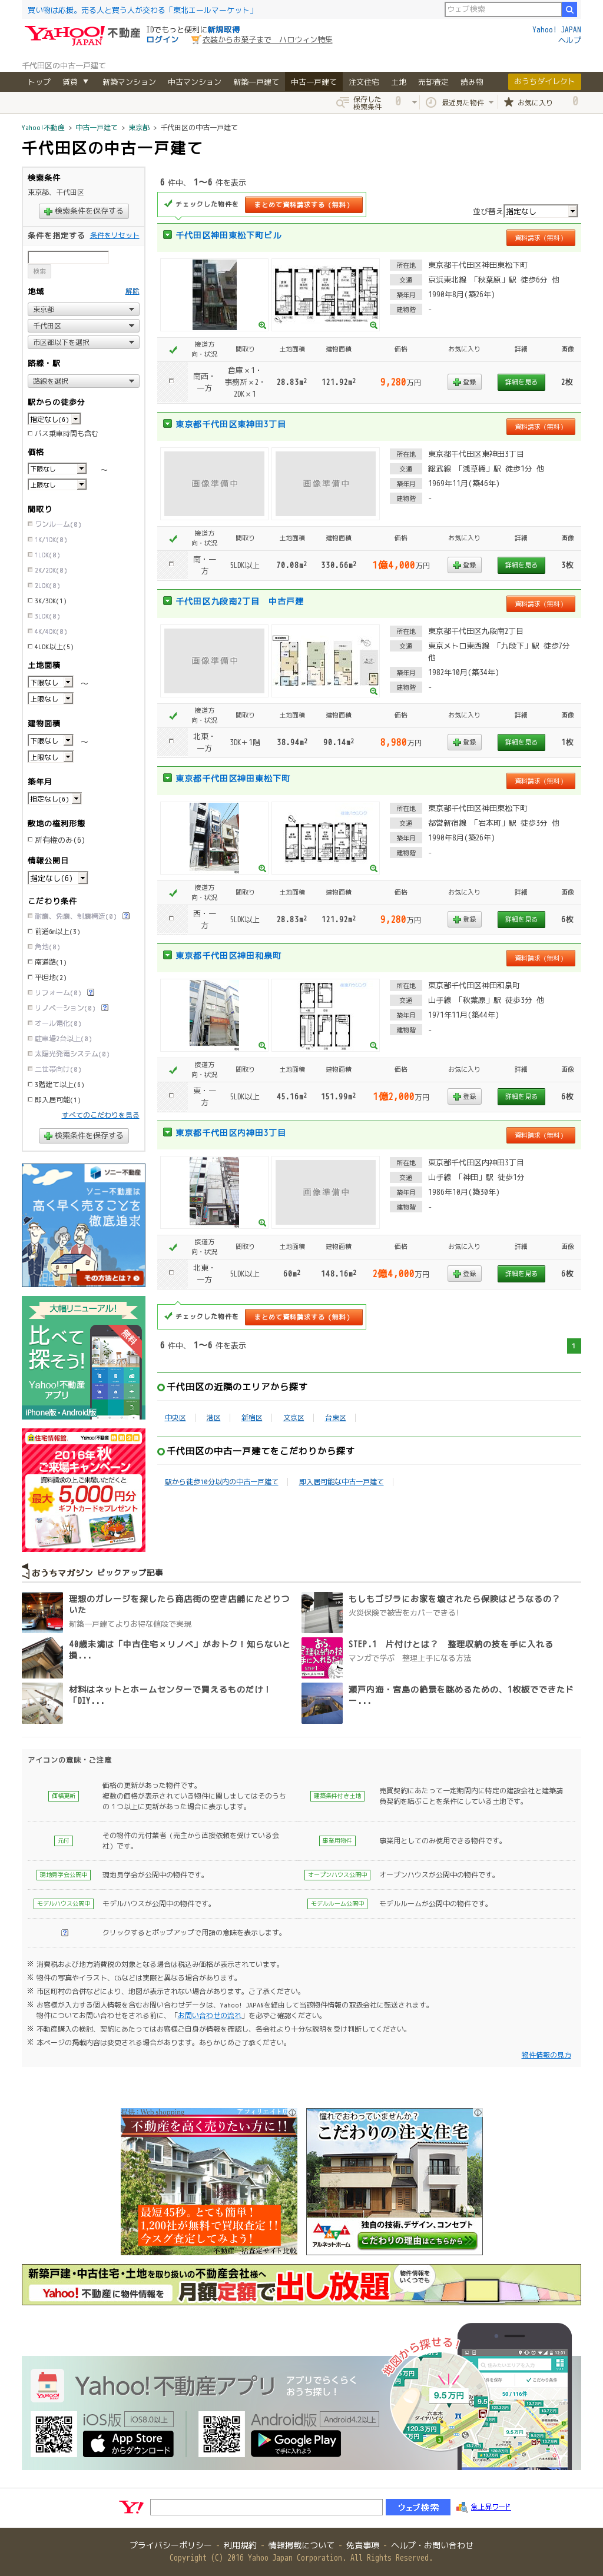 買い物は応援。売る人と買う人が交わる「東北エールマーケット」
ウェブ検索
YAHOO! 不動産 JAPAN
IDでもっと便利に新規取得
ログイン 衣装からお菓子まで　ハロウィン特集
Yahoo! JAPAN
ヘルプ
千代田区の中古一戸建て
トップ 賃貸 ▼ 新築マンション 中古マンション 新築一戸建て 中古一戸建て 注文住宅 土地 売却査定 読み物 おうちダイレクト
保存した検索条件 0 最近見た物件 お気に入り 0
Yahoo!不動産 > 中古一戸建て > 東京都 > 千代田区の中古一戸建て
千代田区の中古一戸建て
検索条件
東京都、千代田区
検索条件を保存する
条件を指定する 条件をリセット
検索
地域 解除
東京都
千代田区
市区郡以下を選択
路線・駅
路線を選択
駅からの徒歩分
指定なし(6)
バス乗車時間も含む
価格
下限なし ～
上限なし
間取り
ワンルーム(0)
1K/1DK(0)
1LDK(0)
2K/2DK(0)
2LDK(0)
3K/3DK(1)
3LDK(0)
4K/4DK(0)
4LDK以上(5)
土地面積
下限なし ～
上限なし
建物面積
下限なし ～
上限なし
築年月
指定なし(6)
敷地の権利形態
所有権のみ(6)
情報公開日
指定なし(6)
こだわり条件
耐震、免震、制震構造(0)
前道6m以上(3)
角地(0)
南道路(1)
平坦地(2)
リフォーム(0)
リノベーション(0)
オール電化(0)
駐車場2台以上(0)
太陽光発電システム(0)
二世帯向け(0)
3階建て以上(6)
即入居可能(1)
すべてのこだわりを見る
検索条件を保存する
ソニー不動産
ソニー不動産は
高く早く売ることを
徹底追求
その方法とは？
大幅リニューアル!
比べて探そう!
無料
Yahoo!不動産アプリ
iPhone版・Android版
住宅情報館
2016年秋
ご来場キャンペーン
資料請求の上、ご来場いただくと
最大 5,000円分
ギフトカードをプレゼント
6 件中、 1～6 件を表示
チェックした物件を まとめて資料請求する（無料）
並び替え 指定なし
千代田区神田東松下町ビル 資料請求（無料）
所在地 東京都千代田区神田東松下町
交通 京浜東北線 「秋葉原」駅 徒歩6分 他
築年月 1990年8月(築26年)
建物階 -
接道方向・状況 間取り 土地面積 建物面積 価格 お気に入り 詳細 画像
南西・一方 倉庫×1・事務所×2・2DK×1 28.83m² 121.92m² 9,280万円 登録 詳細を見る 2枚
東京都千代田区東神田3丁目 資料請求（無料）
画像準備中 画像準備中
所在地 東京都千代田区東神田3丁目
交通 総武線 「浅草橋」駅 徒歩1分 他
築年月 1969年11月(築46年)
建物階 -
接道方向・状況 間取り 土地面積 建物面積 価格 お気に入り 詳細 画像
南・一方 5LDK以上 70.08m² 330.66m² 1億4,000万円 登録 詳細を見る 3枚
千代田区九段南2丁目　中古戸建 資料請求（無料）
画像準備中
所在地 東京都千代田区九段南2丁目
交通 東京メトロ東西線 「九段下」駅 徒歩7分 他
築年月 1982年10月(築34年)
建物階 -
接道方向・状況 間取り 土地面積 建物面積 価格 お気に入り 詳細 画像
北東・一方 3DK＋1階 38.94m² 90.14m² 8,980万円 登録 詳細を見る 1枚
東京都千代田区神田東松下町 資料請求（無料）
所在地 東京都千代田区神田東松下町
交通 都営新宿線 「岩本町」駅 徒歩3分 他
築年月 1990年8月(築26年)
建物階 -
接道方向・状況 間取り 土地面積 建物面積 価格 お気に入り 詳細 画像
西・一方 5LDK以上 28.83m² 121.92m² 9,280万円 登録 詳細を見る 6枚
東京都千代田区神田和泉町 資料請求（無料）
所在地 東京都千代田区神田和泉町
交通 山手線 「秋葉原」駅 徒歩3分 他
築年月 1971年11月(築44年)
建物階 -
接道方向・状況 間取り 土地面積 建物面積 価格 お気に入り 詳細 画像
東・一方 5LDK以上 45.16m² 151.99m² 1億2,000万円 登録 詳細を見る 6枚
東京都千代田区内神田3丁目 資料請求（無料）
画像準備中
所在地 東京都千代田区内神田3丁目
交通 山手線 「神田」駅 徒歩1分
築年月 1986年10月(築30年)
建物階 -
接道方向・状況 間取り 土地面積 建物面積 価格 お気に入り 詳細 画像
北東・一方 5LDK以上 60m² 148.16m² 2億4,000万円 登録 詳細を見る 6枚
チェックした物件を まとめて資料請求する（無料）
6 件中、 1～6 件を表示 1
千代田区の近隣のエリアから探す
中央区 港区 新宿区 文京区 台東区
千代田区の中古一戸建てをこだわりから探す
駅から徒歩10分以内の中古一戸建て 即入居可能な中古一戸建て
おうちマガジン ピックアップ記事
理想のガレージを探したら商店街の空き店舗にたどりついた
新築一戸建てよりお得な値段で実現
もしもゴジラにお家を壊されたら保険はどうなるの？
火災保険で被害をカバーできる!
40歳未満は「中古住宅×リノベ」がおトク！知らないと損...
STEP.1　片付けとは？　整理収納の技を手に入れる
マンガで学ぶ　整理上手になる方法
材料はネットとホームセンターで買えるものだけ！「DIY...
瀬戸内海・宮島の絶景を眺めるための、1枚板でできたドー...
アイコンの意味・ご注意
価格更新 価格の更新があった物件です。
複数の価格が表示されている物件に関しましてはそのうちの１つ以上に更新があった場合に表示します。
建築条件付き土地 売買契約にあたって一定期間内に特定の建設会社と建築請負契約を結ぶことを条件にしている土地です。
元付 その物件の元付業者（売主から直接依頼を受けている会社）です。
事業用物件 事業用としてのみ使用できる物件です。
現地見学会公開中 現地見学会が公開中の物件です。
オープンハウス公開中 オープンハウスが公開中の物件です。
モデルハウス公開中 モデルハウスが公開中の物件です。
モデルルーム公開中 モデルルームが公開中の物件です。
クリックするとポップアップで用語の意味を表示します。
※ 消費税および地方消費税の対象となる場合は税込み価格が表示されています。
※ 物件の写真やイラスト、CGなどは実際と異なる場合があります。
※ 市区町村の合併などにより、地図が表示されない場合があります。ご了承ください。
※ お客様が入力する個人情報を含むお問い合わせデータは、Yahoo! JAPANを経由して当該物件情報の取扱会社に転送されます。
物件についてお問い合わせをされる前に、「お問い合わせの流れ」を必ずご確認ください。
※ 不動産購入の検討、契約にあたってはお客様ご自身が情報を確認し、各会社より十分な説明を受け判断してください。
※ 本ページの掲載内容は変更される場合があります。あらかじめご了承ください。
物件情報の見方
提供：Web shopping
不動産を高く売りたい方に!!
最短45秒。とても簡単!
1,200社が無料で買取査定!!
今スグ査定してみよう!
不動産一括査定サイト比較
憧れでおわっていませんか？
こだわりの注文住宅
アルネットホーム
独自の技術、デザイン、コンセプト
こだわりの理由はこちらから
新築戸建・中古住宅・土地を取り扱いの不動産会社様へ
Yahoo!不動産に物件情報を
月額定額で出し放題
物件情報をいくつでも
地図から探せる！
Yahoo!不動産アプリ
アプリでらくらくおうち探し！
iOS版 iOS8.0以上
App Storeからダウンロード
Android版 Android4.2以上
Google Playで手に入れよう
9.5万円
120.3万円
ウェブ検索 急上昇ワード
プライバシーポリシー - 利用規約 - 情報掲載について - 免責事項 - ヘルプ・お問い合わせ
Copyright (C) 2016 Yahoo Japan Corporation. All Rights Reserved.